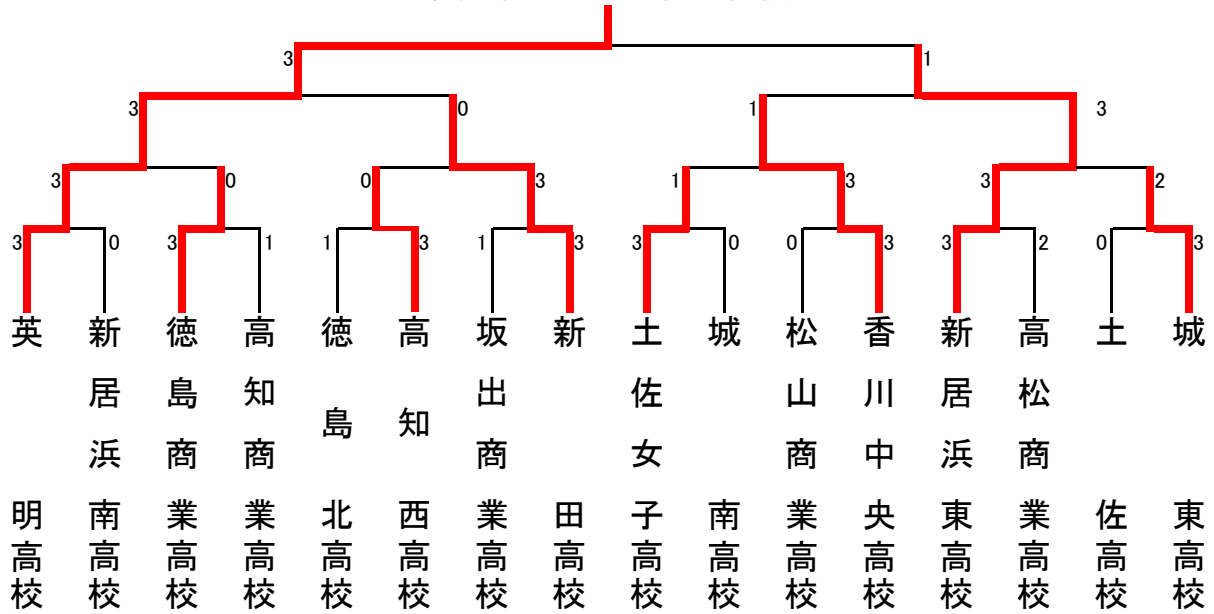 3 1
3 0 1 3
3 0 0 3 1 3 3 2
3 0 3 1 1 3 1 3 3 0 0 3 3 2 0 3
英明高校
新居浜南高校
徳島商業高校
高知商業高校
徳島北高校
高知西高校
坂出商業高校
新田高校
土佐女子高校
城南高校
松山商業高校
香川中央高校
新居浜東高校
高松商業高校
土佐高校
城東高校